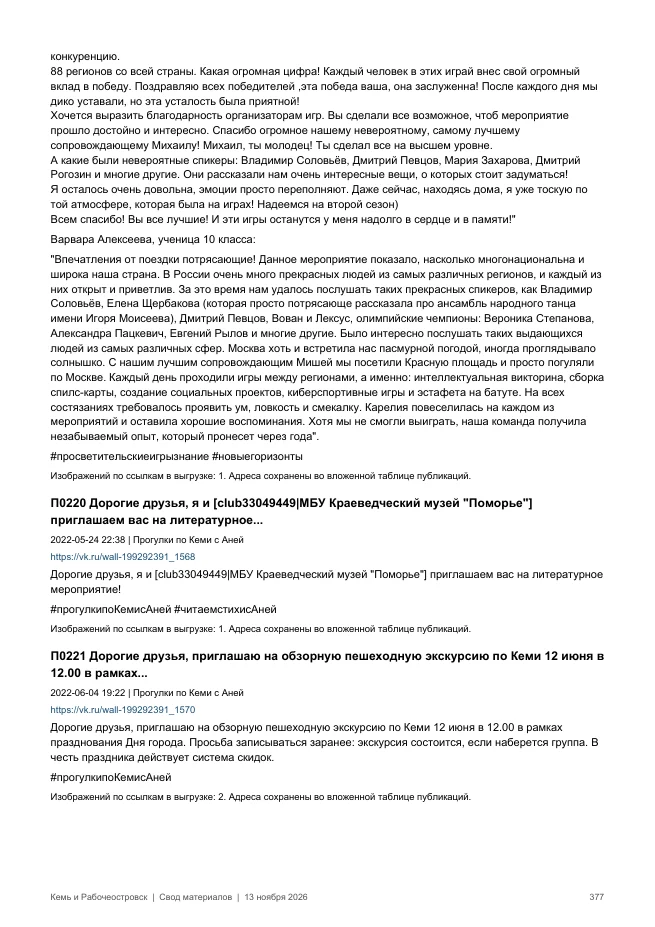 конкуренцию.
88 регионов со всей страны. Какая огромная цифра! Каждый человек в этих играй внес свой огромный
вклад в победу. Поздравляю всех победителей ,эта победа ваша, она заслуженна! После каждого дня мы
дико уставали, но эта усталость была приятной!
Хочется выразить благодарность организаторам игр. Вы сделали все возможное, чтоб мероприятие
прошло достойно и интересно. Спасибо огромное нашему невероятному, самому лучшему
сопровождающему Михаилу! Михаил, ты молодец! Ты сделал все на высшем уровне.
А какие были невероятные спикеры: Владимир Соловьёв, Дмитрий Певцов, Мария Захарова, Дмитрий
Рогозин и многие другие. Они рассказали нам очень интересные вещи, о которых стоит задуматься!
Я осталось очень довольна, эмоции просто переполняют. Даже сейчас, находясь дома, я уже тоскую по
той атмосфере, которая была на играх! Надеемся на второй сезон)
Всем спасибо! Вы все лучшие! И эти игры останутся у меня надолго в сердце и в памяти!"
Варвара Алексеева, ученица 10 класса:
"Впечатления от поездки потрясающие! Данное мероприятие показало, насколько многонациональна и
широка наша страна. В России очень много прекрасных людей из самых различных регионов, и каждый из
них открыт и приветлив. За это время нам удалось послушать таких прекрасных спикеров, как Владимир
Соловьёв, Елена Щербакова (которая просто потрясающе рассказала про ансамбль народного танца
имени Игоря Моисеева), Дмитрий Певцов, Вован и Лексус, олимпийские чемпионы: Вероника Степанова,
Александра Пацкевич, Евгений Рылов и многие другие. Было интересно послушать таких выдающихся
людей из самых различных сфер. Москва хоть и встретила нас пасмурной погодой, иногда проглядывало
солнышко. С нашим лучшим сопровождающим Мишей мы посетили Красную площадь и просто погуляли
по Москве. Каждый день проходили игры между регионами, а именно: интеллектуальная викторина, сборка
спилс-карты, создание социальных проектов, киберспортивные игры и эстафета на батуте. На всех
состязаниях требовалось проявить ум, ловкость и смекалку. Карелия повеселилась на каждом из
мероприятий и оставила хорошие воспоминания. Хотя мы не смогли выиграть, наша команда получила
незабываемый опыт, который пронесет через года".
#просветительскиеигрызнание #новыегоризонты
Изображений по ссылкам в выгрузке: 1. Адреса сохранены во вложенной таблице публикаций.
П0220 Дорогие друзья, я и [club33049449|МБУ Краеведческий музей "Поморье"]
приглашаем вас на литературное...
2022-05-24 22:38 | Прогулки по Кеми с Аней
https://vk.ru/wall-199292391_1568
Дорогие друзья, я и [club33049449|МБУ Краеведческий музей "Поморье"] приглашаем вас на литературное
мероприятие!
#прогулкипоКемисАней #читаемстихисАней
Изображений по ссылкам в выгрузке: 1. Адреса сохранены во вложенной таблице публикаций.
П0221 Дорогие друзья, приглашаю на обзорную пешеходную экскурсию по Кеми 12 июня в
12.00 в рамках...
2022-06-04 19:22 | Прогулки по Кеми с Аней
https://vk.ru/wall-199292391_1570
Дорогие друзья, приглашаю на обзорную пешеходную экскурсию по Кеми 12 июня в 12.00 в рамках
празднования Дня города. Просьба записываться заранее: экскурсия состоится, если наберется группа. В
честь праздника действует система скидок.
#прогулкипоКемисАней
Изображений по ссылкам в выгрузке: 2. Адреса сохранены во вложенной таблице публикаций.
Кемь и Рабочеостровск | Свод материалов | 13 ноября 2026
377